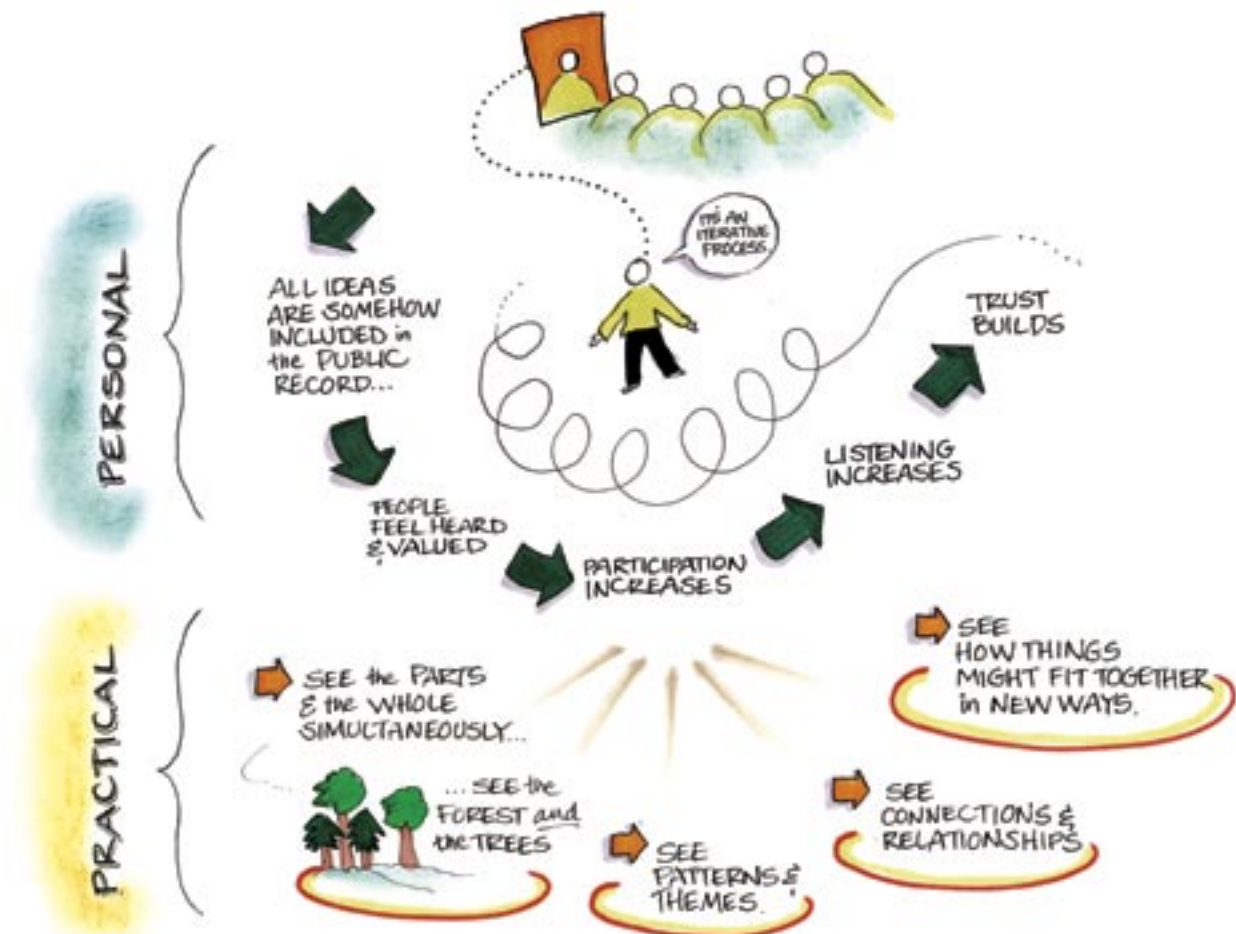 IT'S AN
ITERATIVE
PROCESS
PERSONAL
ALL IDEAS
ARE SOMEHOW
INCLUDED in
the PUBLIC
RECORD...
PEOPLE
FEEL HEARD
& VALUED
PARTICIPATION
INCREASES
LISTENING
INCREASES
TRUST
BUILDS
PRACTICAL
SEE the PARTS
& the WHOLE
SIMULTANEOUSLY...
...SEE the
FOREST and
the TREES
SEE
PATTERNS &
THEMES.
SEE
CONNECTIONS &
RELATIONSHIPS
SEE
HOW THINGS
MIGHT FIT TOGETHER
in NEW WAYS.